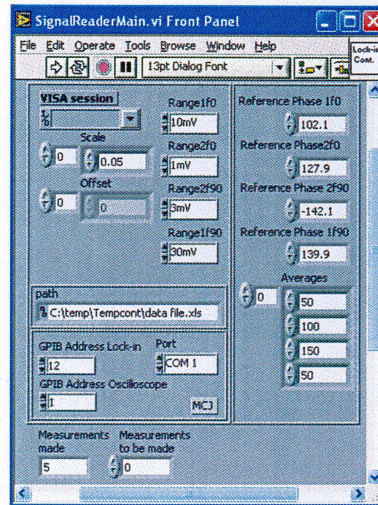 SignalReaderMain.vi Front Panel
File Edit Operate Tools Browse Window Help
Lock-in
Cont.
13pt Dialog Font
VISA session
Scale
0
0.05
Offset
0
0
Range1f0
10mV
Range2f0
1mV
Range2f90
3mV
Range1f90
30mV
Reference Phase 1f0
102.1
Reference Phase2f0
127.9
Reference Phase 2f90
-142.1
Reference Phase 1f90
139.9
Averages
0
50
100
150
50
path
C:\temp\Tempcont\data file.xls
GPIB Address Lock-in
12
Port
COM 1
GPIB Address Oscilloscope
1
MCJ
Measurements
made
5
Measurements
to be made
0